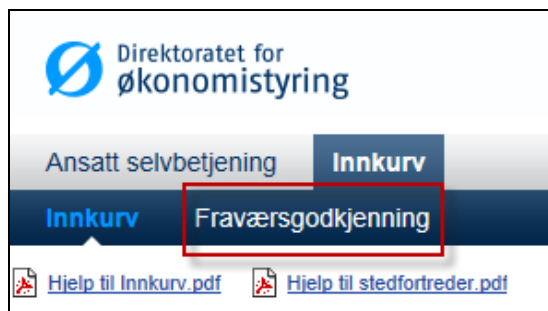 Direktoratet for
økonomistyring
Ansatt selvbetjening Innkurv
Innkurv Fraværsgodkjenning
Hjelp til Innkurv.pdf Hjelp til stedfortreder.pdf